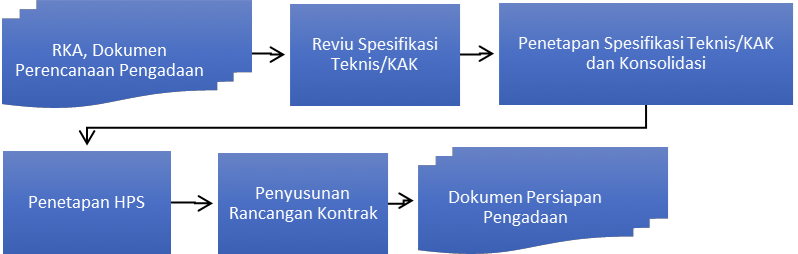 RKA, Dokumen
Perencanaan Pengadaan
Reviu Spesifikasi
Teknis/KAK
Penetapan Spesifikasi Teknis/KAK
dan Konsolidasi
Penetapan HPS
Penyusunan
Rancangan Kontrak
Dokumen Persiapan
Pengadaan